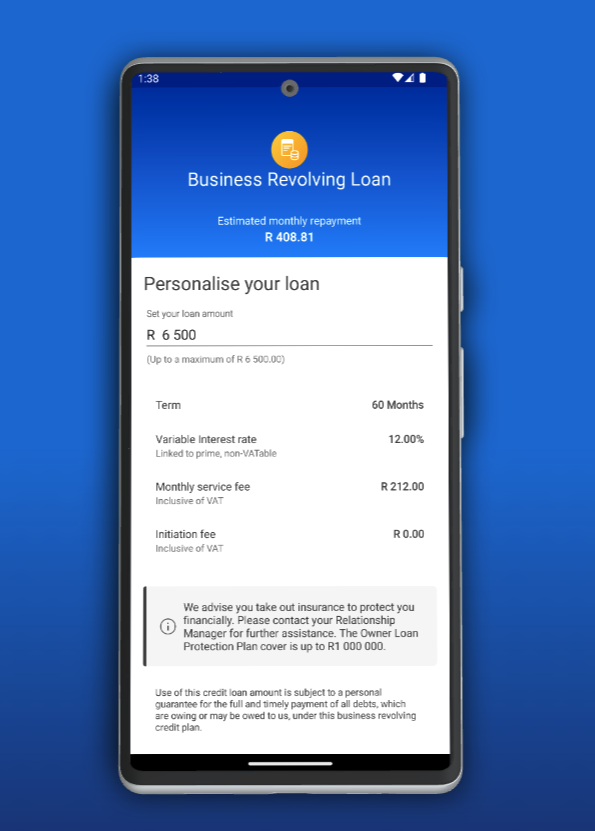 1:38
Business Revolving Loan
Estimated monthly repayment
R 408.81
Personalise your loan
Set your loan amount
R 6 500
(Up to a maximum of R 6 500.00)
Term 60 Months
Variable Interest rate 12.00%
Linked to prime, non-VATable
Monthly service fee R 212.00
Inclusive of VAT
Initiation fee R 0.00
Inclusive of VAT
We advise you take out insurance to protect you
financially. Please contact your Relationship
Manager for further assistance. The Owner Loan
Protection Plan cover is up to R1 000 000.
Use of this credit loan amount is subject to a personal
guarantee for the full and timely payment of all debts, which
are owing or may be owed to us, under this business revolving
credit plan.